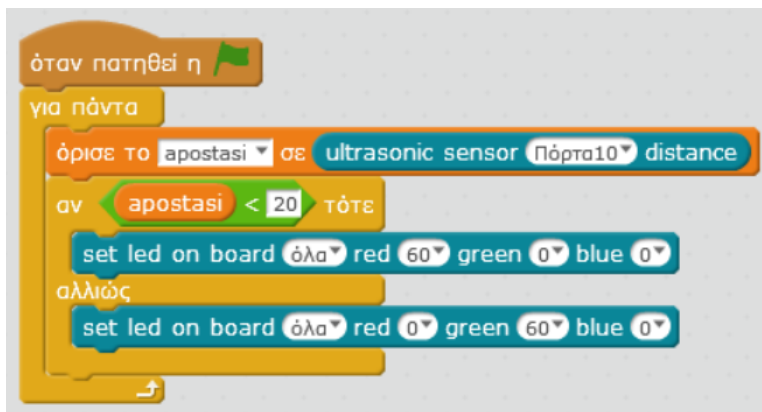 όταν πατηθεί η
για πάντα
όρισε το apostasi σε ultrasonic sensor Πόρτα10 distance
αν apostasi < 20 τότε
set led on board όλα red 60 green 0 blue 0
αλλιώς
set led on board όλα red 0 green 60 blue 0